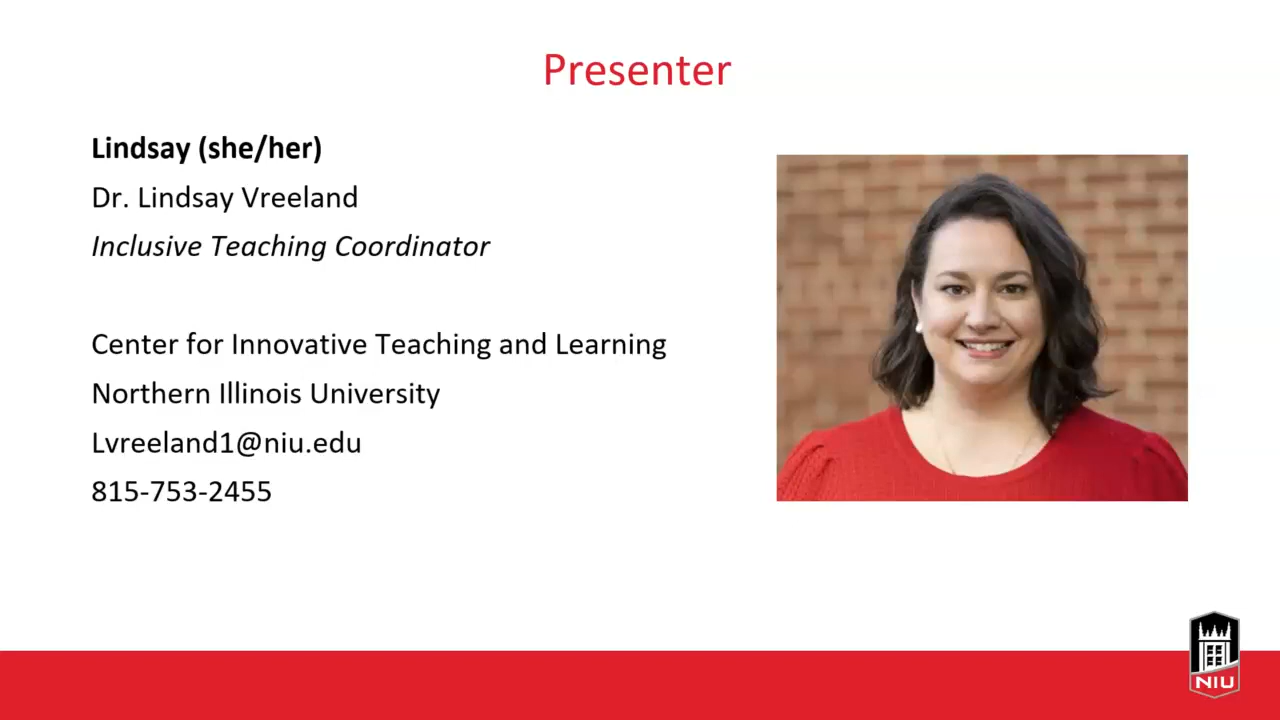 Presenter
Lindsay (she/her)
Dr. Lindsay Vreeland
Inclusive Teaching Coordinator
Center for Innovative Teaching and Learning
Northern Illinois University
Lvreeland1@niu.edu
815-753-2455
NIU